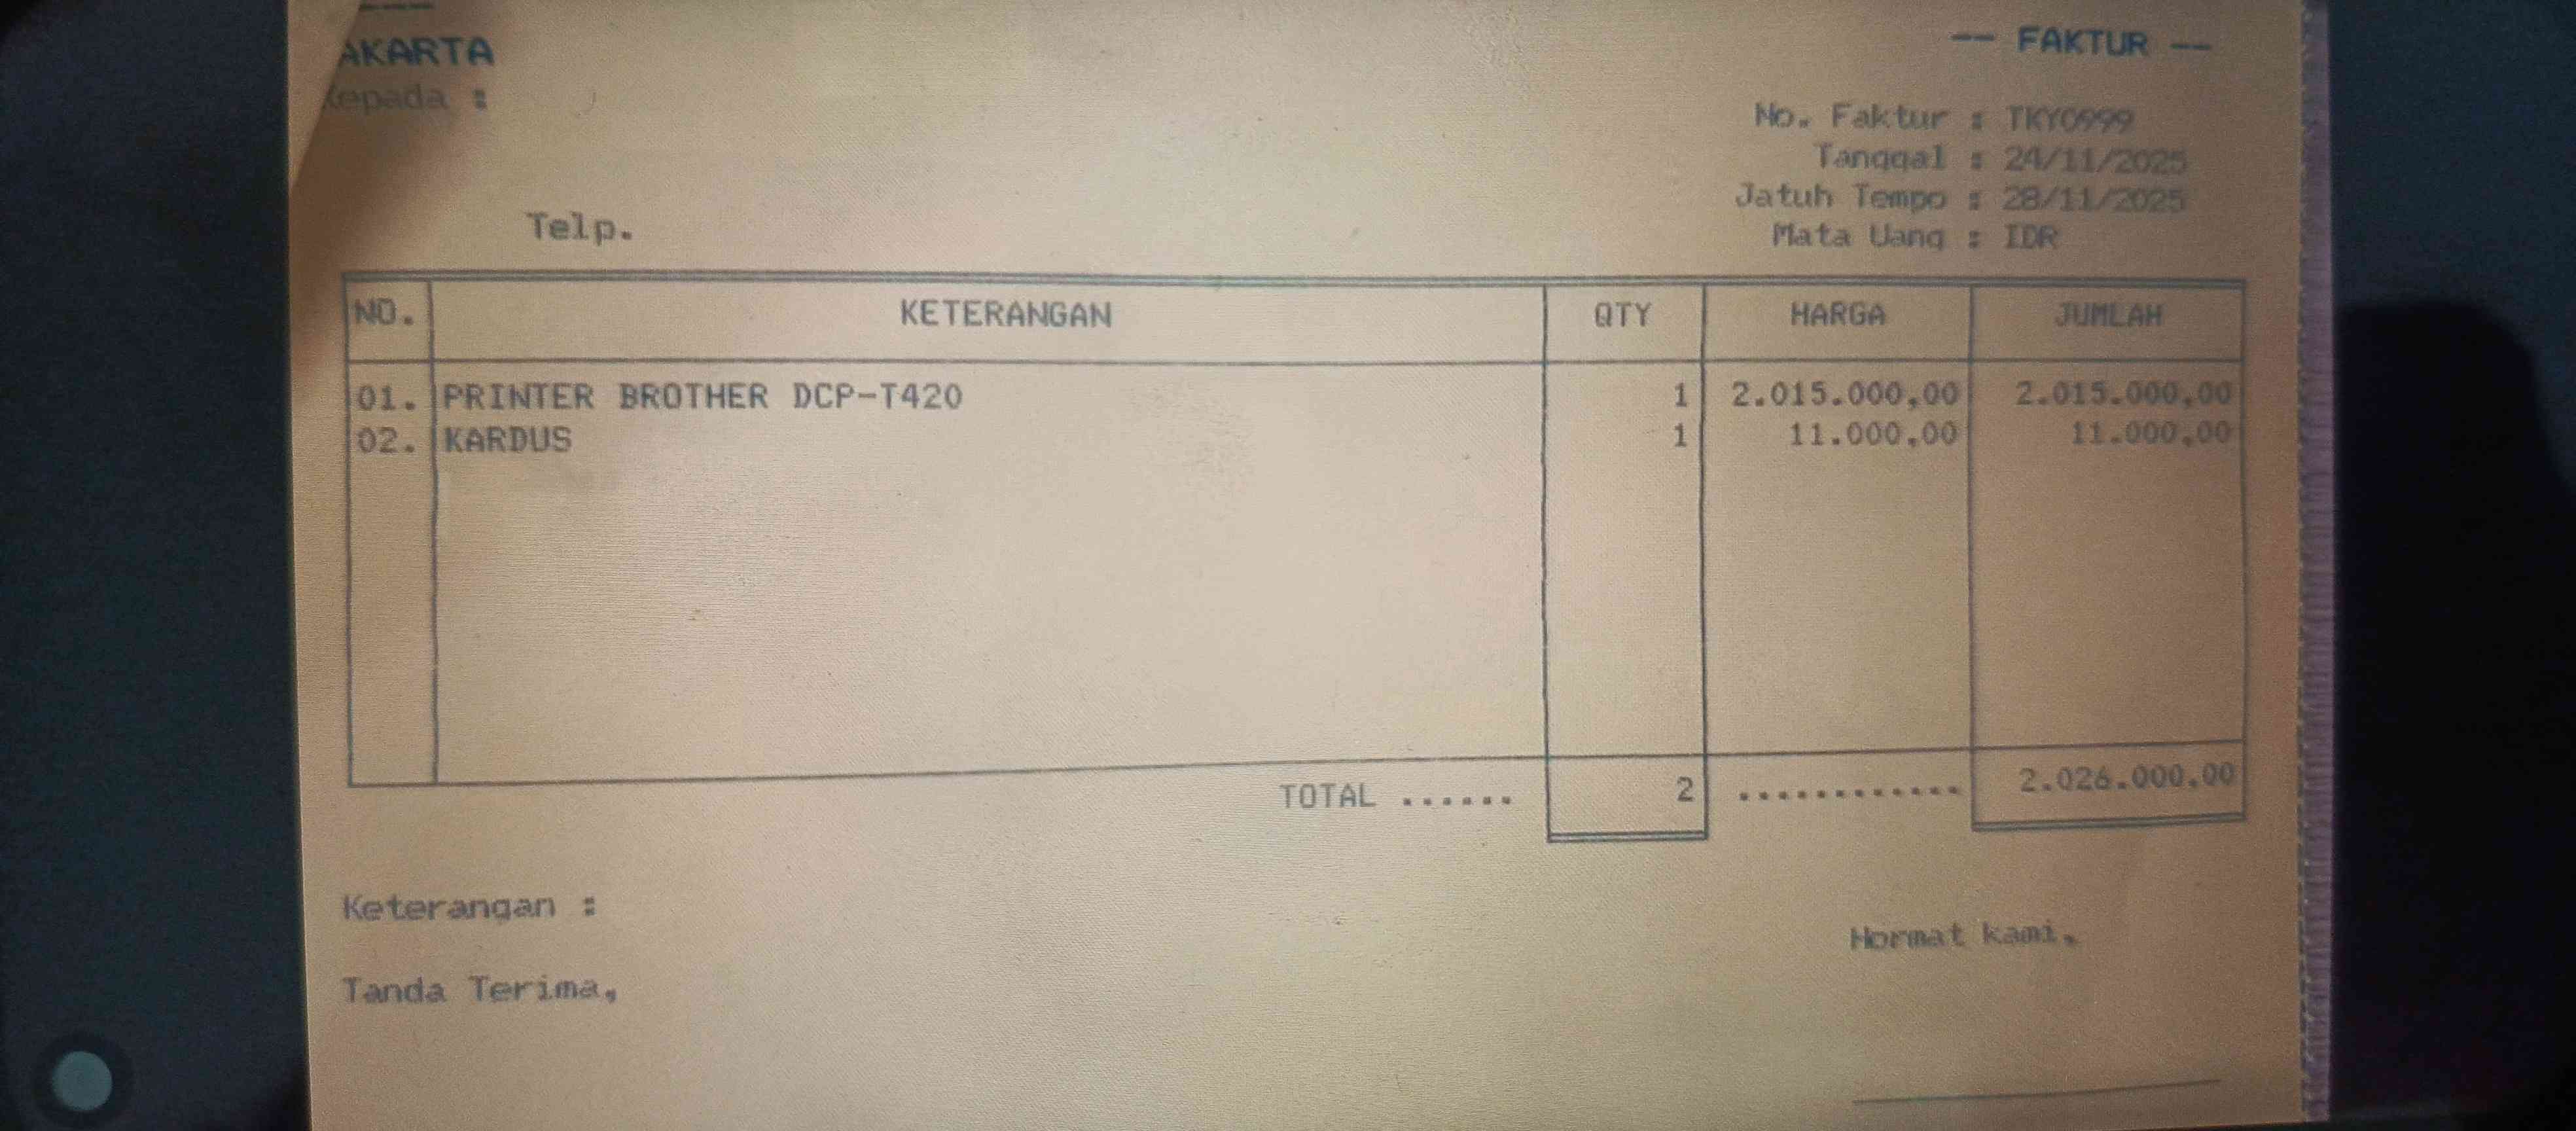 AKARTA
-- FAKTUR --
Kepada :
No. Faktur : TKY0999
Tanggal : 24/11/2025
Jatuh Tempo : 28/11/2025
Telp.
Mata Uang : IDR
NO. KETERANGAN QTY HARGA JUMLAH
01. PRINTER BROTHER DCP-T420 1 2.015.000,00 2.015.000,00
02. KARDUS 1 11.000,00 11.000,00
TOTAL ...... 2 ............ 2.026.000,00
Keterangan :
Hormat kami,
Tanda Terima,